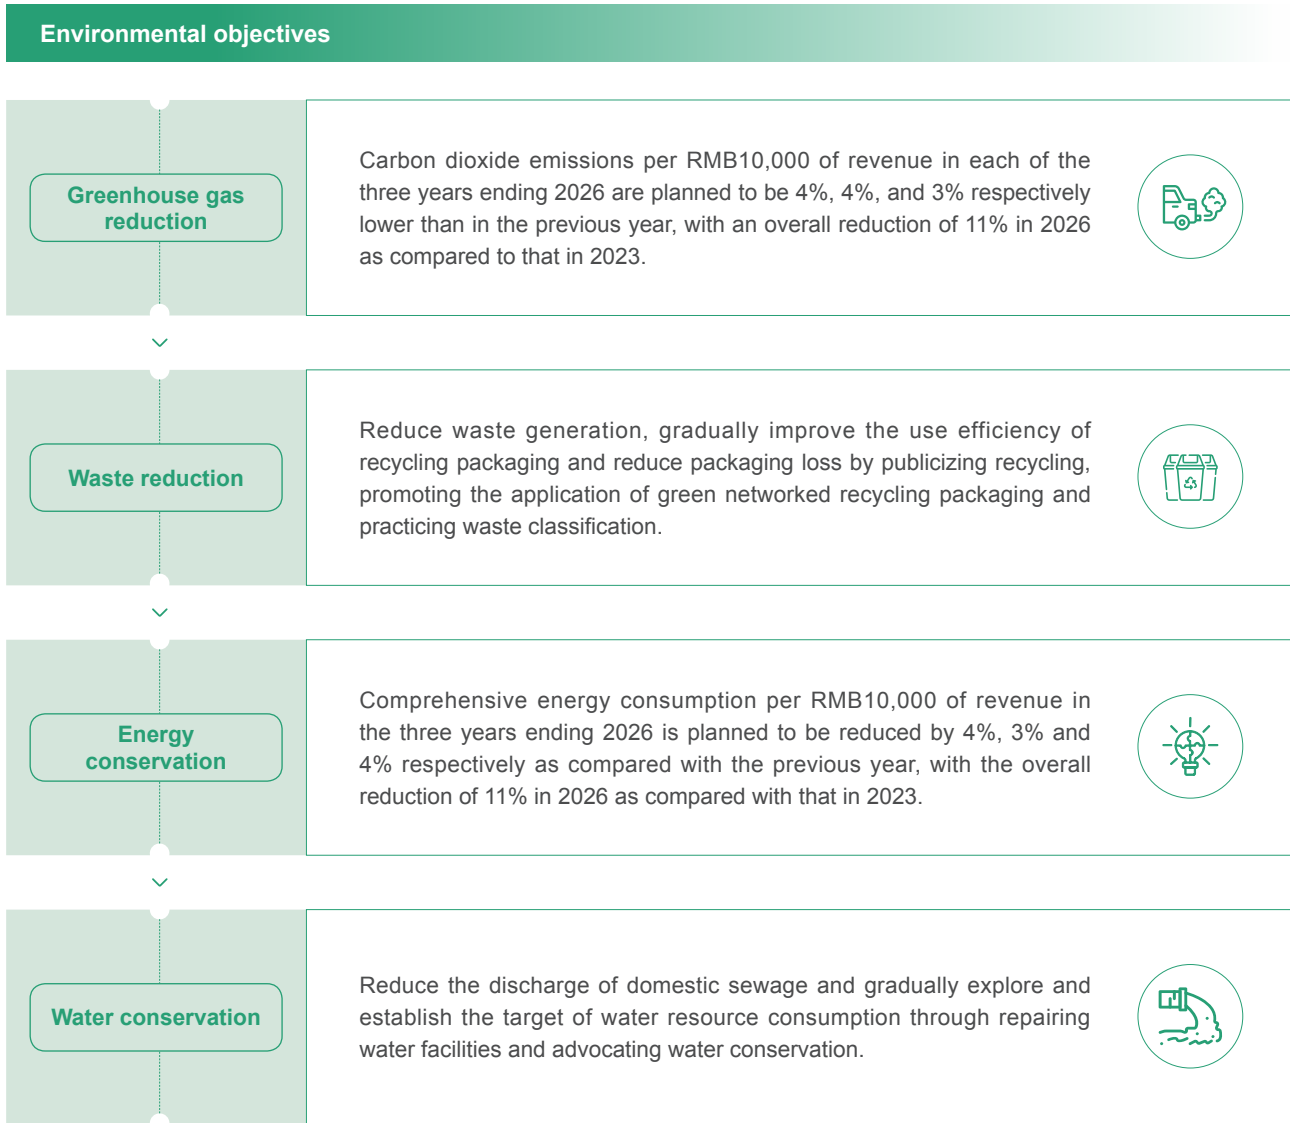 Environmental objectives
Greenhouse gas
reduction
Carbon dioxide emissions per RMB10,000 of revenue in each of the
three years ending 2026 are planned to be 4%, 4%, and 3% respectively
lower than in the previous year, with an overall reduction of 11% in 2026
as compared to that in 2023.
Waste reduction
Reduce waste generation, gradually improve the use efficiency of
recycling packaging and reduce packaging loss by publicizing recycling,
promoting the application of green networked recycling packaging and
practicing waste classification.
Energy
conservation
Comprehensive energy consumption per RMB10,000 of revenue in
the three years ending 2026 is planned to be reduced by 4%, 3% and
4% respectively as compared with the previous year, with the overall
reduction of 11% in 2026 as compared with that in 2023.
Water conservation
Reduce the discharge of domestic sewage and gradually explore and
establish the target of water resource consumption through repairing
water facilities and advocating water conservation.